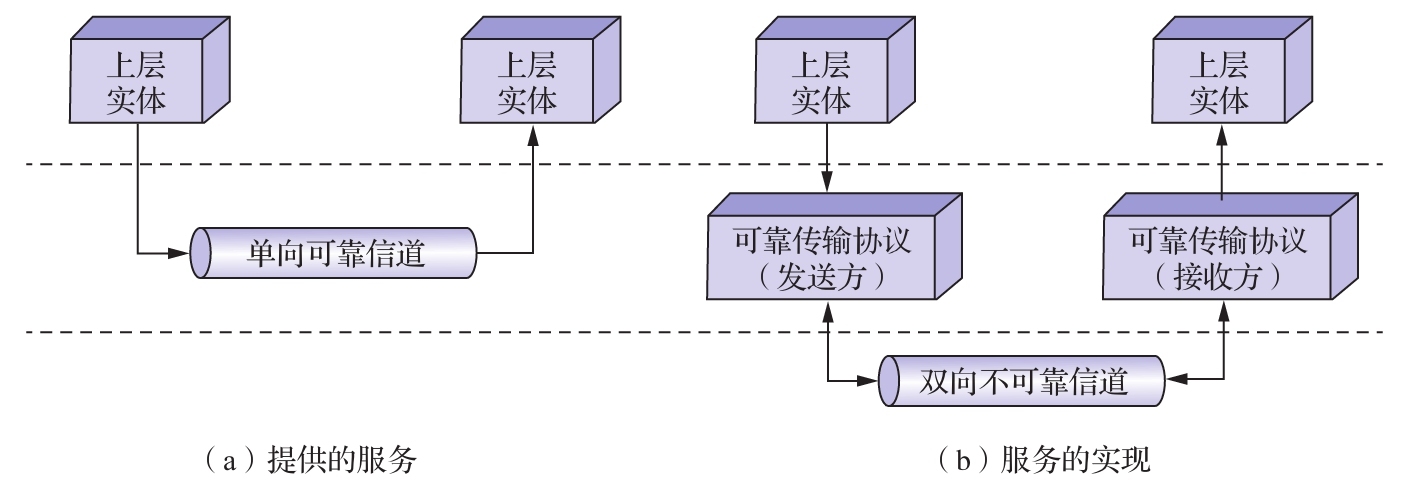 上层
实体
上层
实体
上层
实体
上层
实体
单向可靠信道
可靠传输协议
（发送方）
可靠传输协议
（接收方）
双向不可靠信道
（a）提供的服务
（b）服务的实现